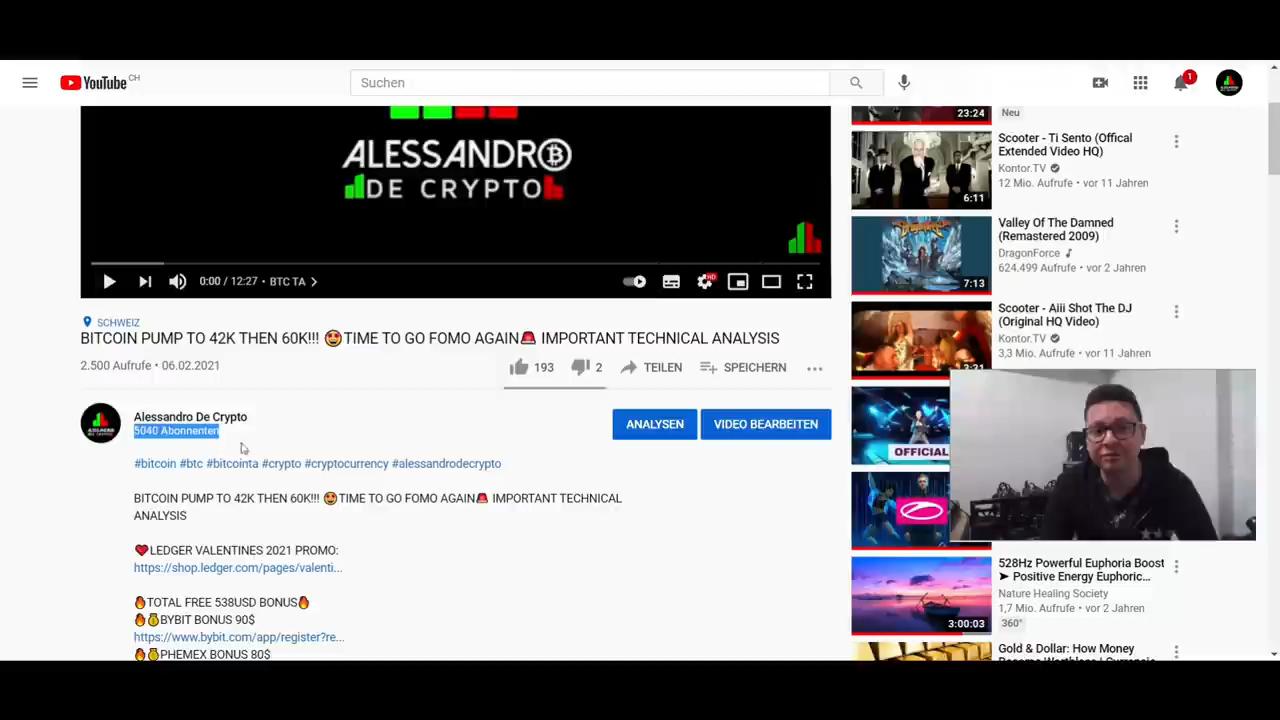 YouTube CH
Suchen
1
ALESSANDRO
DE CRYPTO
0:00 / 12:27 • BTC TA
HD
SCHWEIZ
BITCOIN PUMP TO 42K THEN 60K!!! 🤩TIME TO GO FOMO AGAIN🚨 IMPORTANT TECHNICAL ANALYSIS
2.500 Aufrufe • 06.02.2021
193
2
TEILEN
SPEICHERN
Alessandro De Crypto
5040 Abonnenten
ANALYSEN
VIDEO BEARBEITEN
#bitcoin #btc #bitcointa #crypto #cryptocurrency #alessandrodecrypto
BITCOIN PUMP TO 42K THEN 60K!!! 🤩TIME TO GO FOMO AGAIN🚨 IMPORTANT TECHNICAL
ANALYSIS
❤️LEDGER VALENTINES 2021 PROMO:
https://shop.ledger.com/pages/valenti...
🔥TOTAL FREE 538USD BONUS🔥
🔥💰BYBIT BONUS 90$
https://www.bybit.com/app/register?re...
🔥💰PHEMEX BONUS 80$
23:24
Neu
Scooter - Ti Sento (Offical
Extended Video HQ)
Kontor.TV
12 Mio. Aufrufe • vor 11 Jahren
6:11
Valley Of The Damned
(Remastered 2009)
DragonForce
624.499 Aufrufe • vor 2 Jahren
7:13
Scooter - Aiii Shot The DJ
(Original HQ Video)
Kontor.TV
3,3 Mio. Aufrufe • vor 11 Jahren
OFFICIAL
528Hz Powerful Euphoria Boost
➤ Positive Energy Euphoric...
Nature Healing Society
1,7 Mio. Aufrufe • vor 2 Jahren
360°
3:00:03
Gold & Dollar: How Money